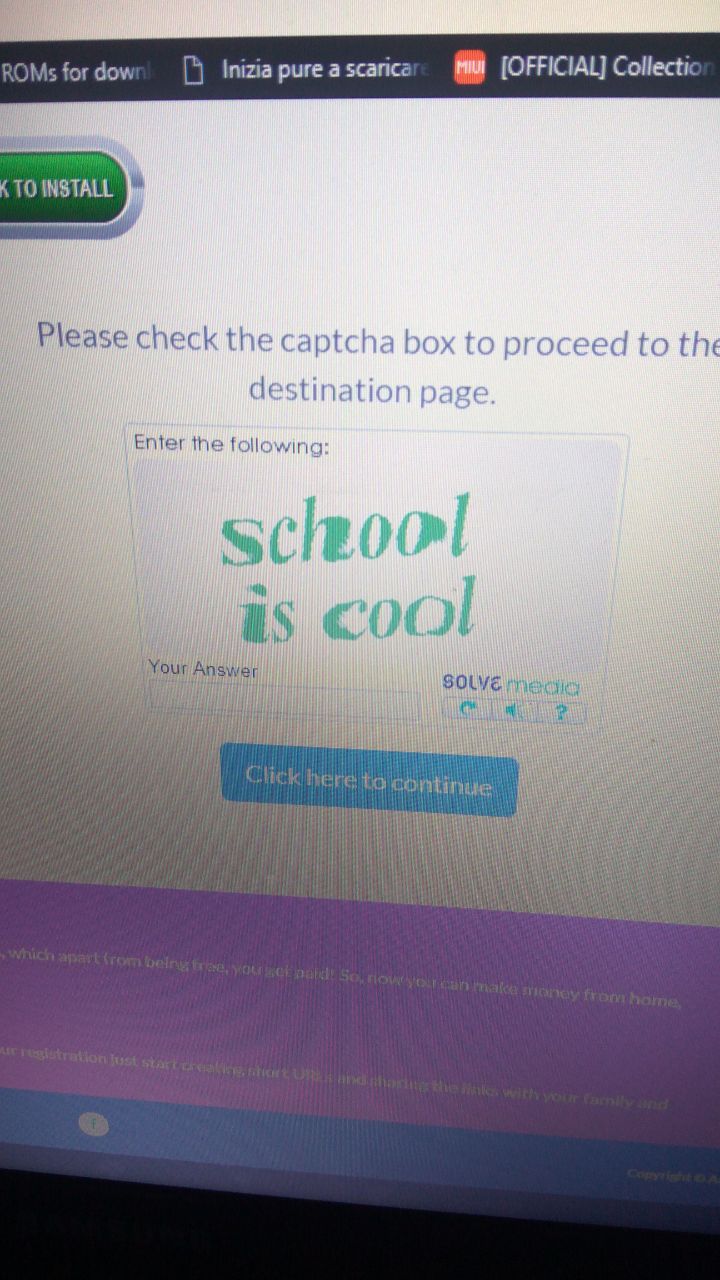 ROMs for downl Inizia pure a scaricare MIUI [OFFICIAL] Collection
K TO INSTALL
Please check the captcha box to proceed to the
destination page.
Enter the following:
school
is cool
Your Answer
SOLVE media
?
Click here to continue
, which apart from being free, you get paid! So, now you can make money from home,
ur registration just start creating short URLs and sharing the links with your family and
f
Copyright © A